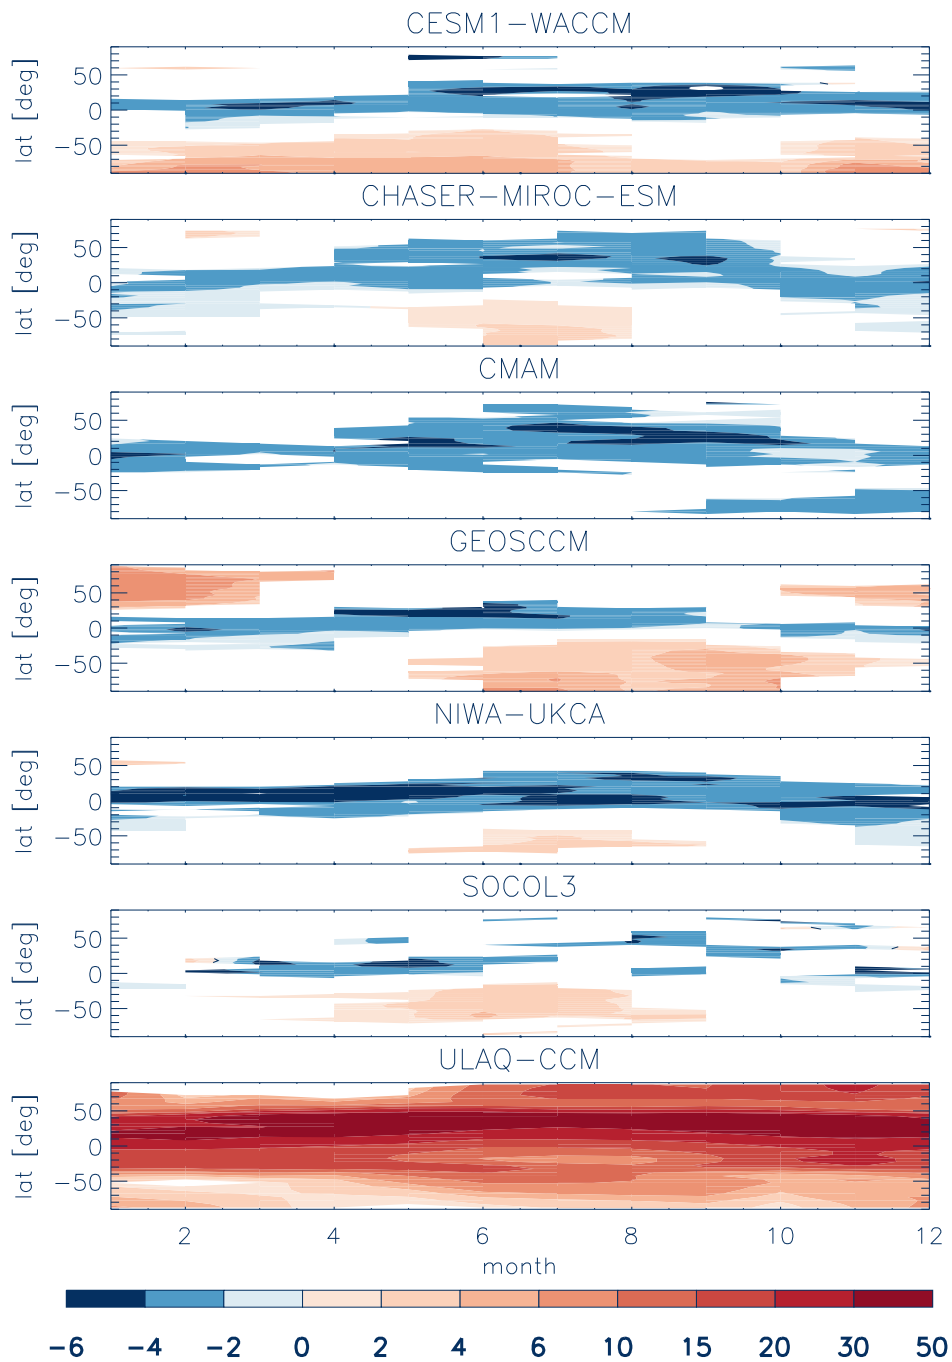 CESM1−WACCM
lat [deg]
50
0
−50
CHASER−MIROC−ESM
lat [deg]
50
0
−50
CMAM
lat [deg]
50
0
−50
GEOSCCM
lat [deg]
50
0
−50
NIWA−UKCA
lat [deg]
50
0
−50
SOCOL3
lat [deg]
50
0
−50
ULAQ−CCM
lat [deg]
50
0
−50
2 4 6 8 10 12
month
−6 −4 −2 0 2 4 6 10 15 20 30 50